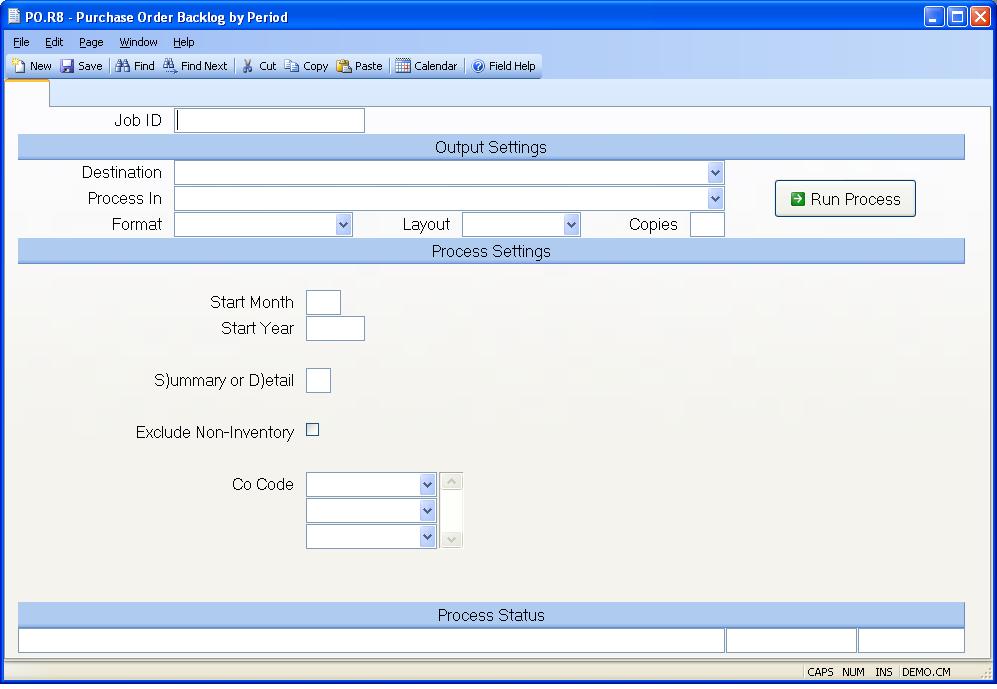 PO.R8 - Purchase Order Backlog by Period
File Edit Page Window Help
New Save Find Find Next Cut Copy Paste Calendar Field Help
Job ID
Output Settings
Destination
Process In
Run Process
Format Layout Copies
Process Settings
Start Month
Start Year
S)ummary or D)etail
Exclude Non-Inventory
Co Code
Process Status
CAPS NUM INS DEMO.CM